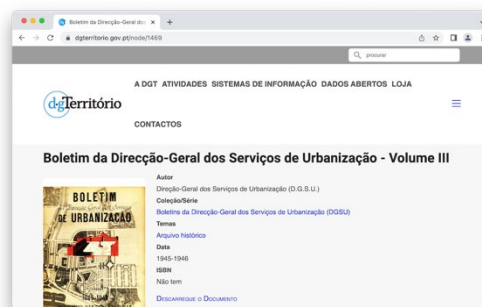 Boletim da Direcção-Geral dos
dgterritorio.gov.pt/node/1469
procurar
dgTerritório
A DGT ATIVIDADES SISTEMAS DE INFORMAÇÃO DADOS ABERTOS LOJA
CONTACTOS
Boletim da Direcção-Geral dos Serviços de Urbanização - Volume III
Autor
Direção-Geral dos Serviços de Urbanização (D.G.S.U.)
Coleção/Série
Boletins da Direcção-Geral dos Serviços de Urbanização (DGSU)
Temas
Arquivo histórico
Data
1945-1946
ISBN
Não tem
DESCARREGUE O DOCUMENTO
BOLETIM
DE URBANIZAÇÃO